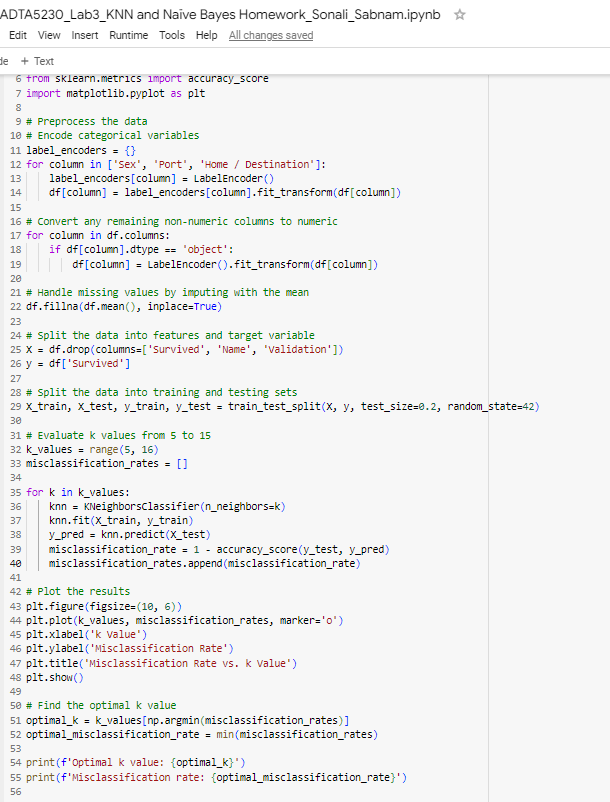 ADTA5230_Lab3_KNN and Naïve Bayes Homework_Sonali_Sabnam.ipynb
Edit View Insert Runtime Tools Help All changes saved
de + Text
6 from sklearn.metrics import accuracy_score
7 import matplotlib.pyplot as plt
8
9 # Preprocess the data
10 # Encode categorical variables
11 label_encoders = {}
12 for column in ['Sex', 'Port', 'Home / Destination']:
13 label_encoders[column] = LabelEncoder()
14 df[column] = label_encoders[column].fit_transform(df[column])
15
16 # Convert any remaining non-numeric columns to numeric
17 for column in df.columns:
18 if df[column].dtype == 'object':
19 df[column] = LabelEncoder().fit_transform(df[column])
20
21 # Handle missing values by imputing with the mean
22 df.fillna(df.mean(), inplace=True)
23
24 # Split the data into features and target variable
25 X = df.drop(columns=['Survived', 'Name', 'Validation'])
26 y = df['Survived']
27
28 # Split the data into training and testing sets
29 X_train, X_test, y_train, y_test = train_test_split(X, y, test_size=0.2, random_state=42)
30
31 # Evaluate k values from 5 to 15
32 k_values = range(5, 16)
33 misclassification_rates = []
34
35 for k in k_values:
36 knn = KNeighborsClassifier(n_neighbors=k)
37 knn.fit(X_train, y_train)
38 y_pred = knn.predict(X_test)
39 misclassification_rate = 1 - accuracy_score(y_test, y_pred)
40 misclassification_rates.append(misclassification_rate)
41
42 # Plot the results
43 plt.figure(figsize=(10, 6))
44 plt.plot(k_values, misclassification_rates, marker='o')
45 plt.xlabel('k Value')
46 plt.ylabel('Misclassification Rate')
47 plt.title('Misclassification Rate vs. k Value')
48 plt.show()
49
50 # Find the optimal k value
51 optimal_k = k_values[np.argmin(misclassification_rates)]
52 optimal_misclassification_rate = min(misclassification_rates)
53
54 print(f'Optimal k value: {optimal_k}')
55 print(f'Misclassification rate: {optimal_misclassification_rate}')
56